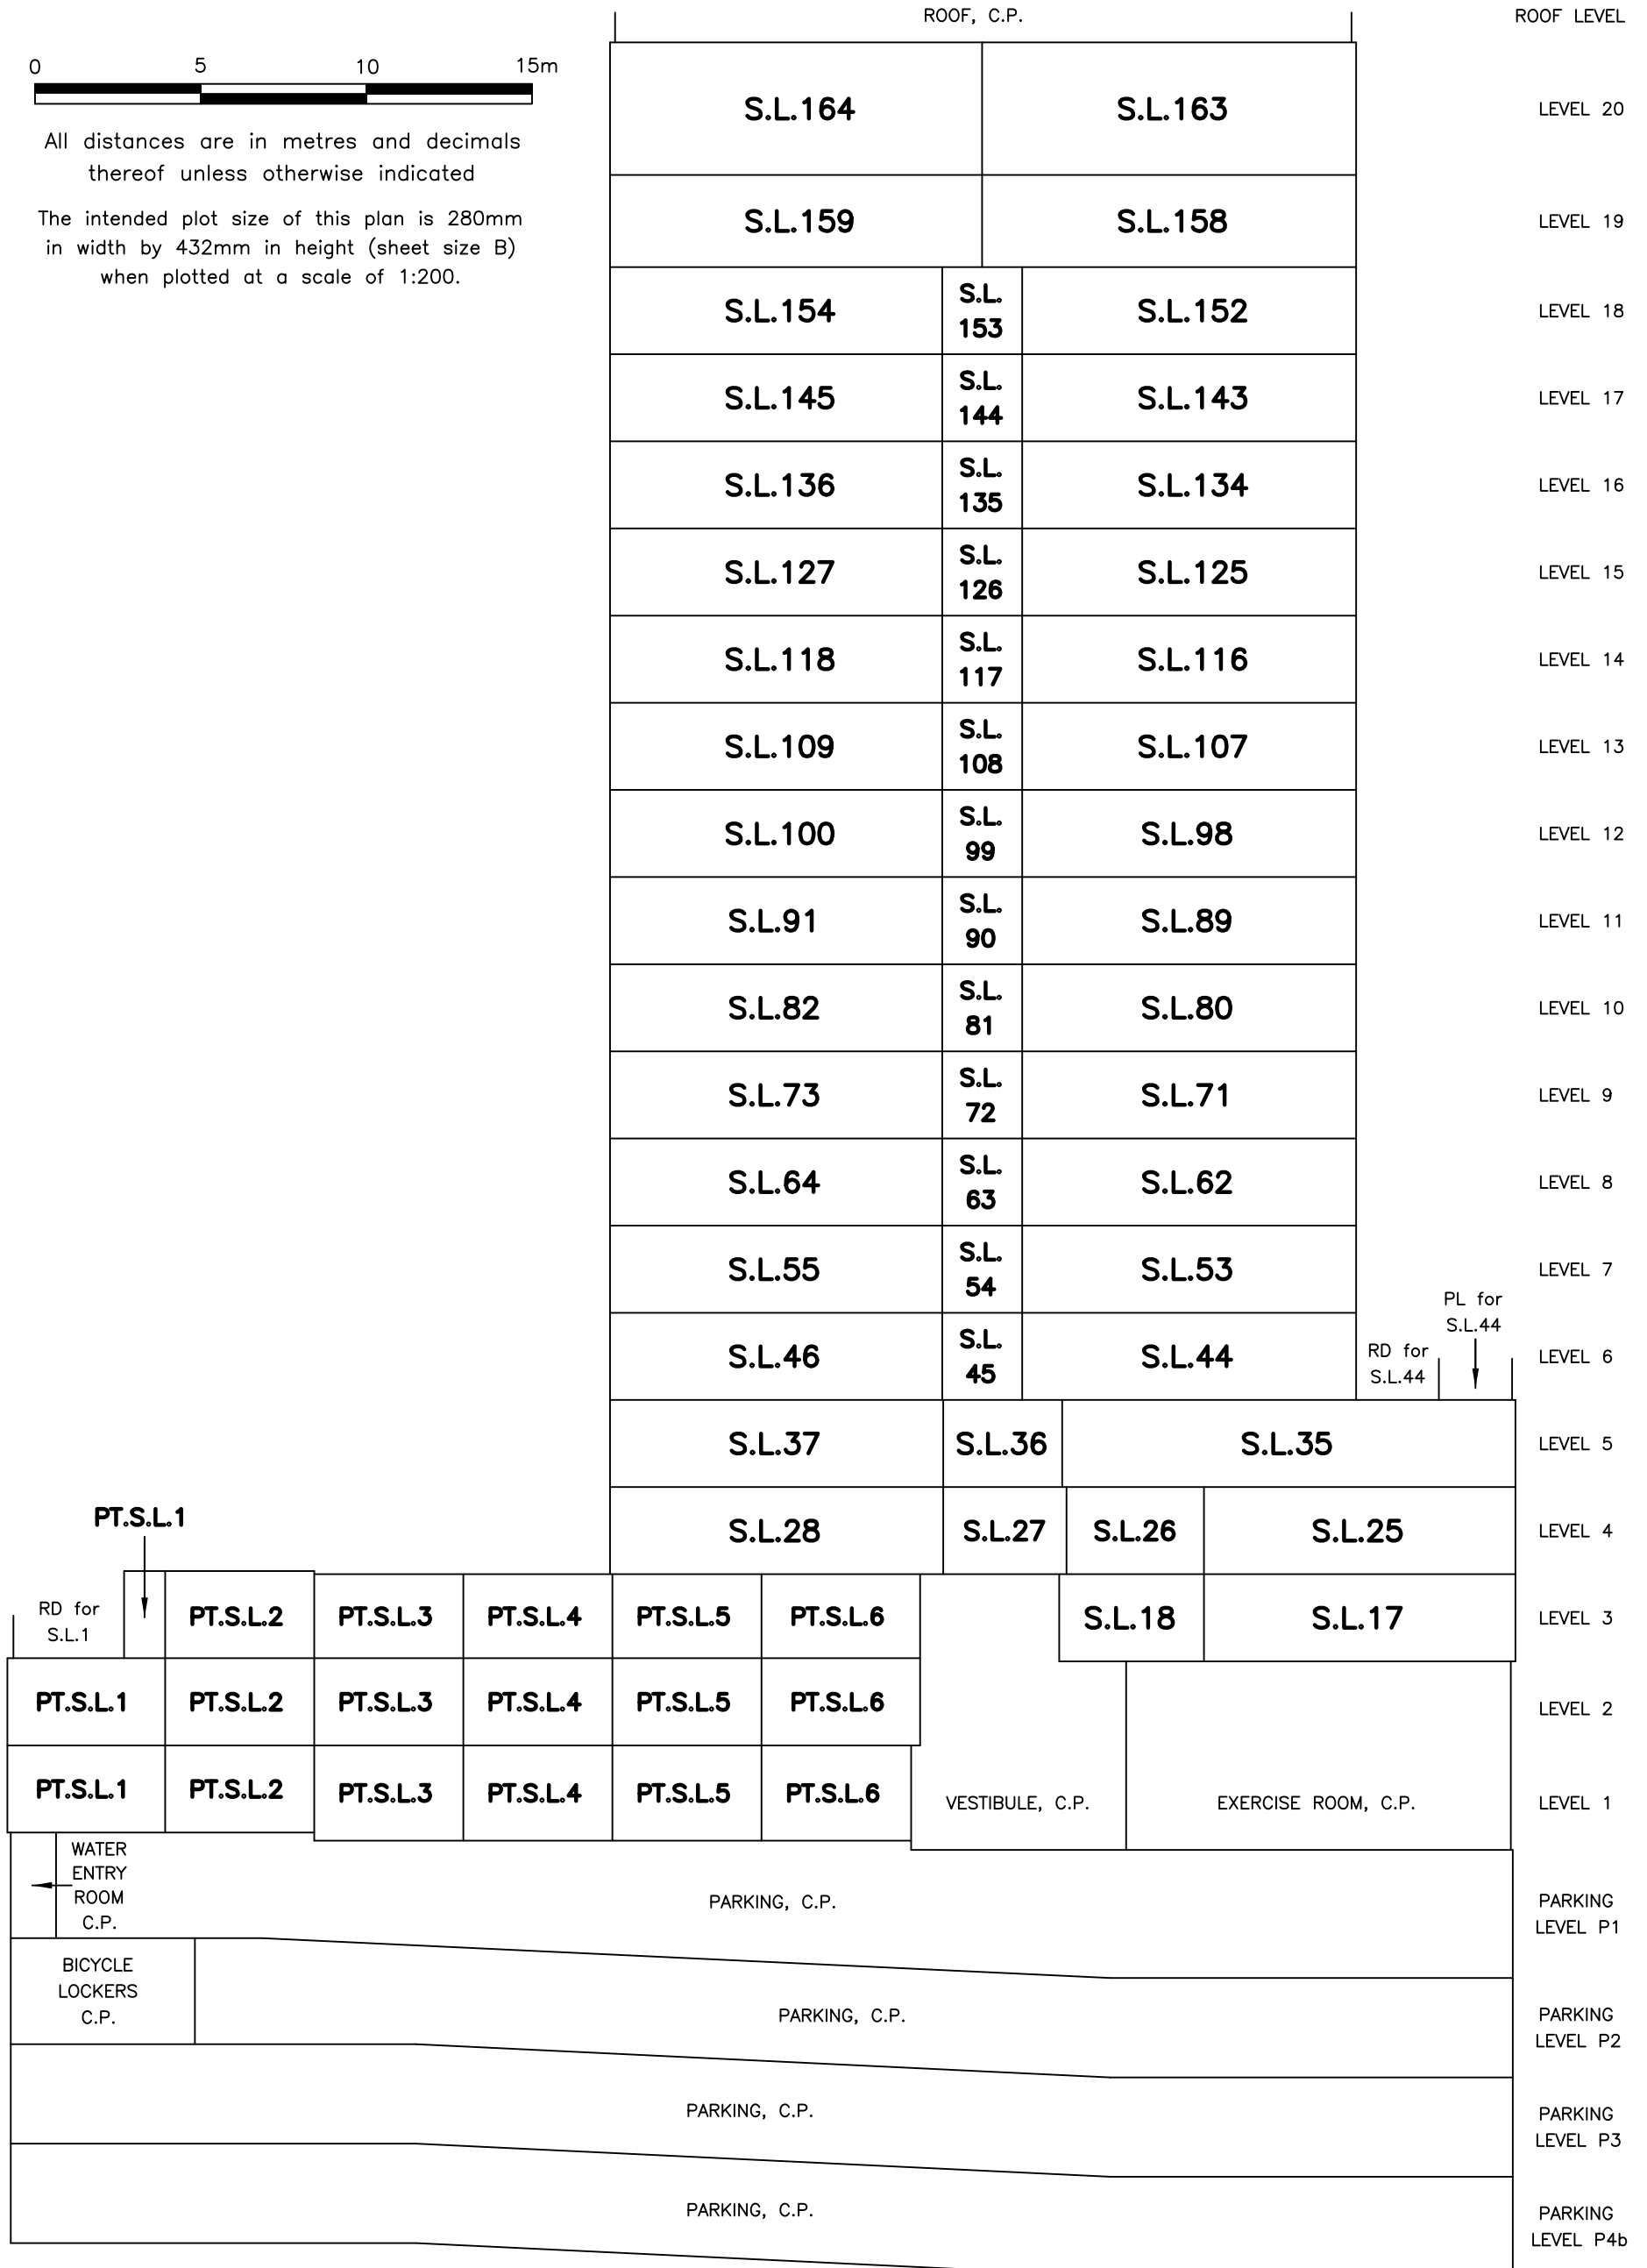 ROOF, C.P.
ROOF LEVEL
0 5 10 15m
All distances are in metres and decimals
thereof unless otherwise indicated
The intended plot size of this plan is 280mm
in width by 432mm in height (sheet size B)
when plotted at a scale of 1:200.
S.L.164 S.L.163 LEVEL 20
S.L.159 S.L.158 LEVEL 19
S.L.154 S.L. 153 S.L.152 LEVEL 18
S.L.145 S.L. 144 S.L.143 LEVEL 17
S.L.136 S.L. 135 S.L.134 LEVEL 16
S.L.127 S.L. 126 S.L.125 LEVEL 15
S.L.118 S.L. 117 S.L.116 LEVEL 14
S.L.109 S.L. 108 S.L.107 LEVEL 13
S.L.100 S.L. 99 S.L.98 LEVEL 12
S.L.91 S.L. 90 S.L.89 LEVEL 11
S.L.82 S.L. 81 S.L.80 LEVEL 10
S.L.73 S.L. 72 S.L.71 LEVEL 9
S.L.64 S.L. 63 S.L.62 LEVEL 8
S.L.55 S.L. 54 S.L.53 LEVEL 7
PL for
S.L.44
S.L.46 S.L. 45 S.L.44 RD for S.L.44 LEVEL 6
S.L.37 S.L.36 S.L.35 LEVEL 5
PT.S.L.1
S.L.28 S.L.27 S.L.26 S.L.25 LEVEL 4
RD for
S.L.1
PT.S.L.2 PT.S.L.3 PT.S.L.4 PT.S.L.5 PT.S.L.6 S.L.18 S.L.17 LEVEL 3
PT.S.L.1 PT.S.L.2 PT.S.L.3 PT.S.L.4 PT.S.L.5 PT.S.L.6 LEVEL 2
PT.S.L.1 PT.S.L.2 PT.S.L.3 PT.S.L.4 PT.S.L.5 PT.S.L.6 VESTIBULE, C.P. EXERCISE ROOM, C.P. LEVEL 1
WATER
ENTRY
ROOM
C.P.
PARKING, C.P.
PARKING
LEVEL P1
BICYCLE
LOCKERS
C.P.
PARKING, C.P.
PARKING
LEVEL P2
PARKING, C.P.
PARKING
LEVEL P3
PARKING, C.P.
PARKING
LEVEL P4b